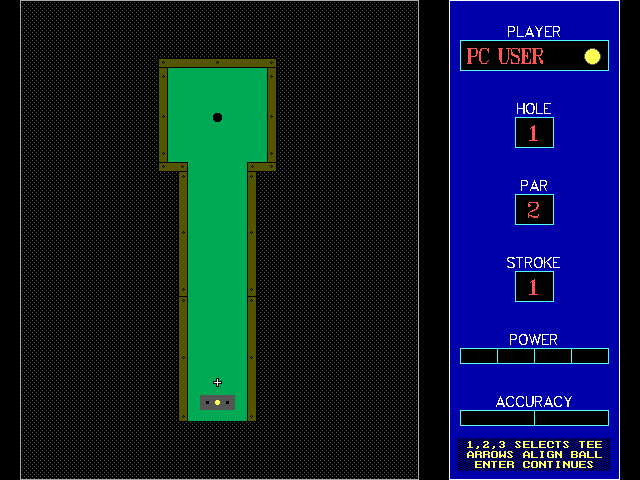 PLAYER
PC USER
HOLE
1
PAR
2
STROKE
1
POWER
ACCURACY
1,2,3 SELECTS TEE
ARROWS ALIGN BALL
ENTER CONTINUES